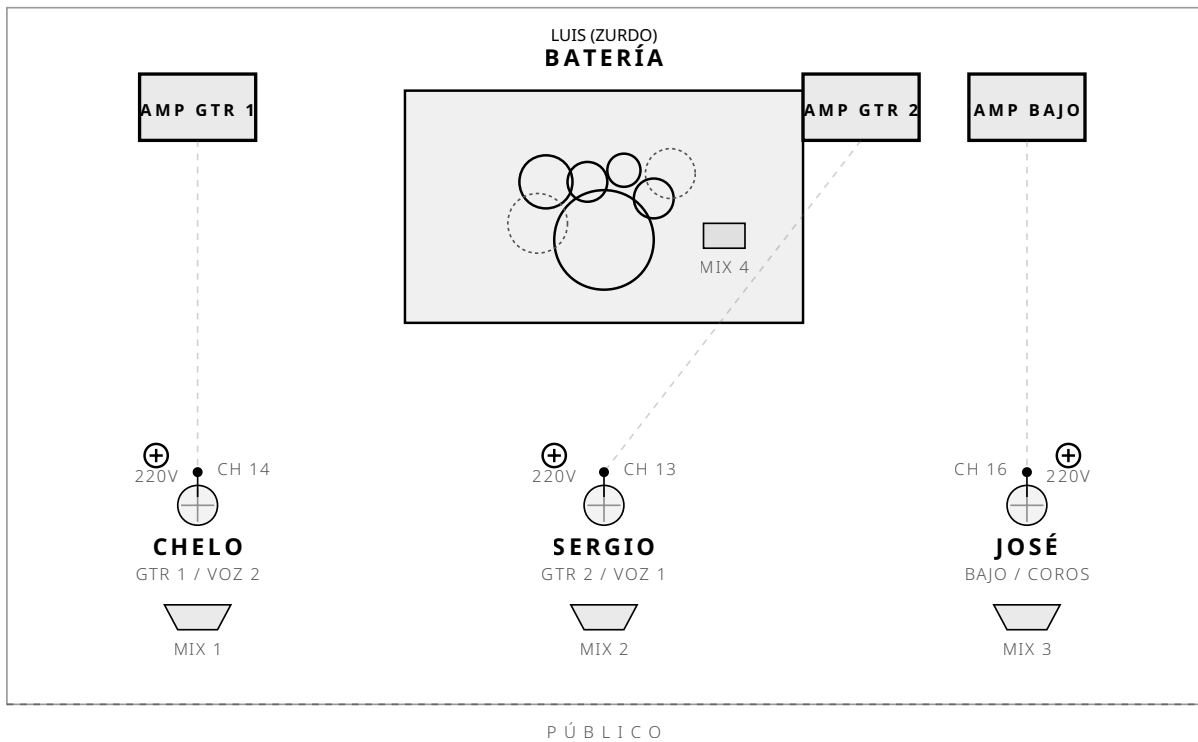 LUIS (ZURDO)
BATERÍA
AMP GTR 1
AMP GTR 2
AMP BAJO
MIX 4
220V
CH 14
220V
CH 13
CH 16
220V
CHELO
SERGIO
JOSÉ
GTR 1 / VOZ 2
GTR 2 / VOZ 1
BAJO / COROS
MIX 1
MIX 2
MIX 3
PÚBLICO